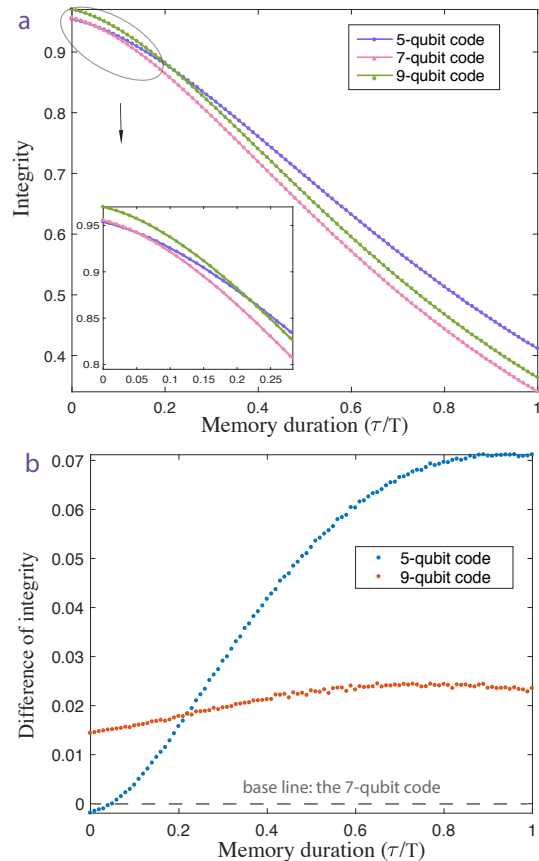 a
0.9
0.8
0.7
0.6
0.5
0.4
Integrity
5-qubit code
7-qubit code
9-qubit code
0.95
0.9
0.85
0.8
0 0.05 0.1 0.15 0.2 0.25
0 0.2 0.4 0.6 0.8 1
Memory duration (τ/T)
b
0.07
0.06
0.05
0.04
0.03
0.02
0.01
0
Difference of integrity
5-qubit code
9-qubit code
base line: the 7-qubit code
0 0.2 0.4 0.6 0.8 1
Memory duration (τ/T)